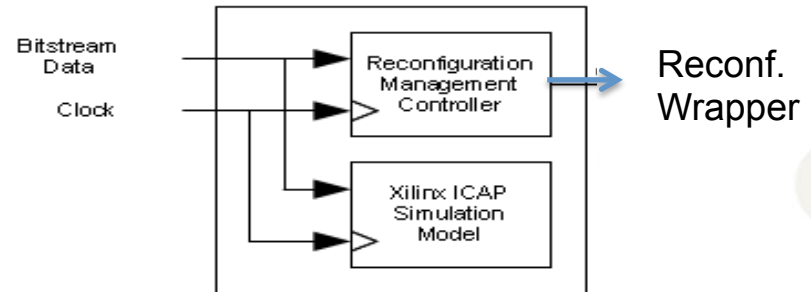 Bitstream
Data
Clock
Reconfiguration
Management
Controller
Reconf.
Wrapper
Xilinx ICAP
Simulation
Model